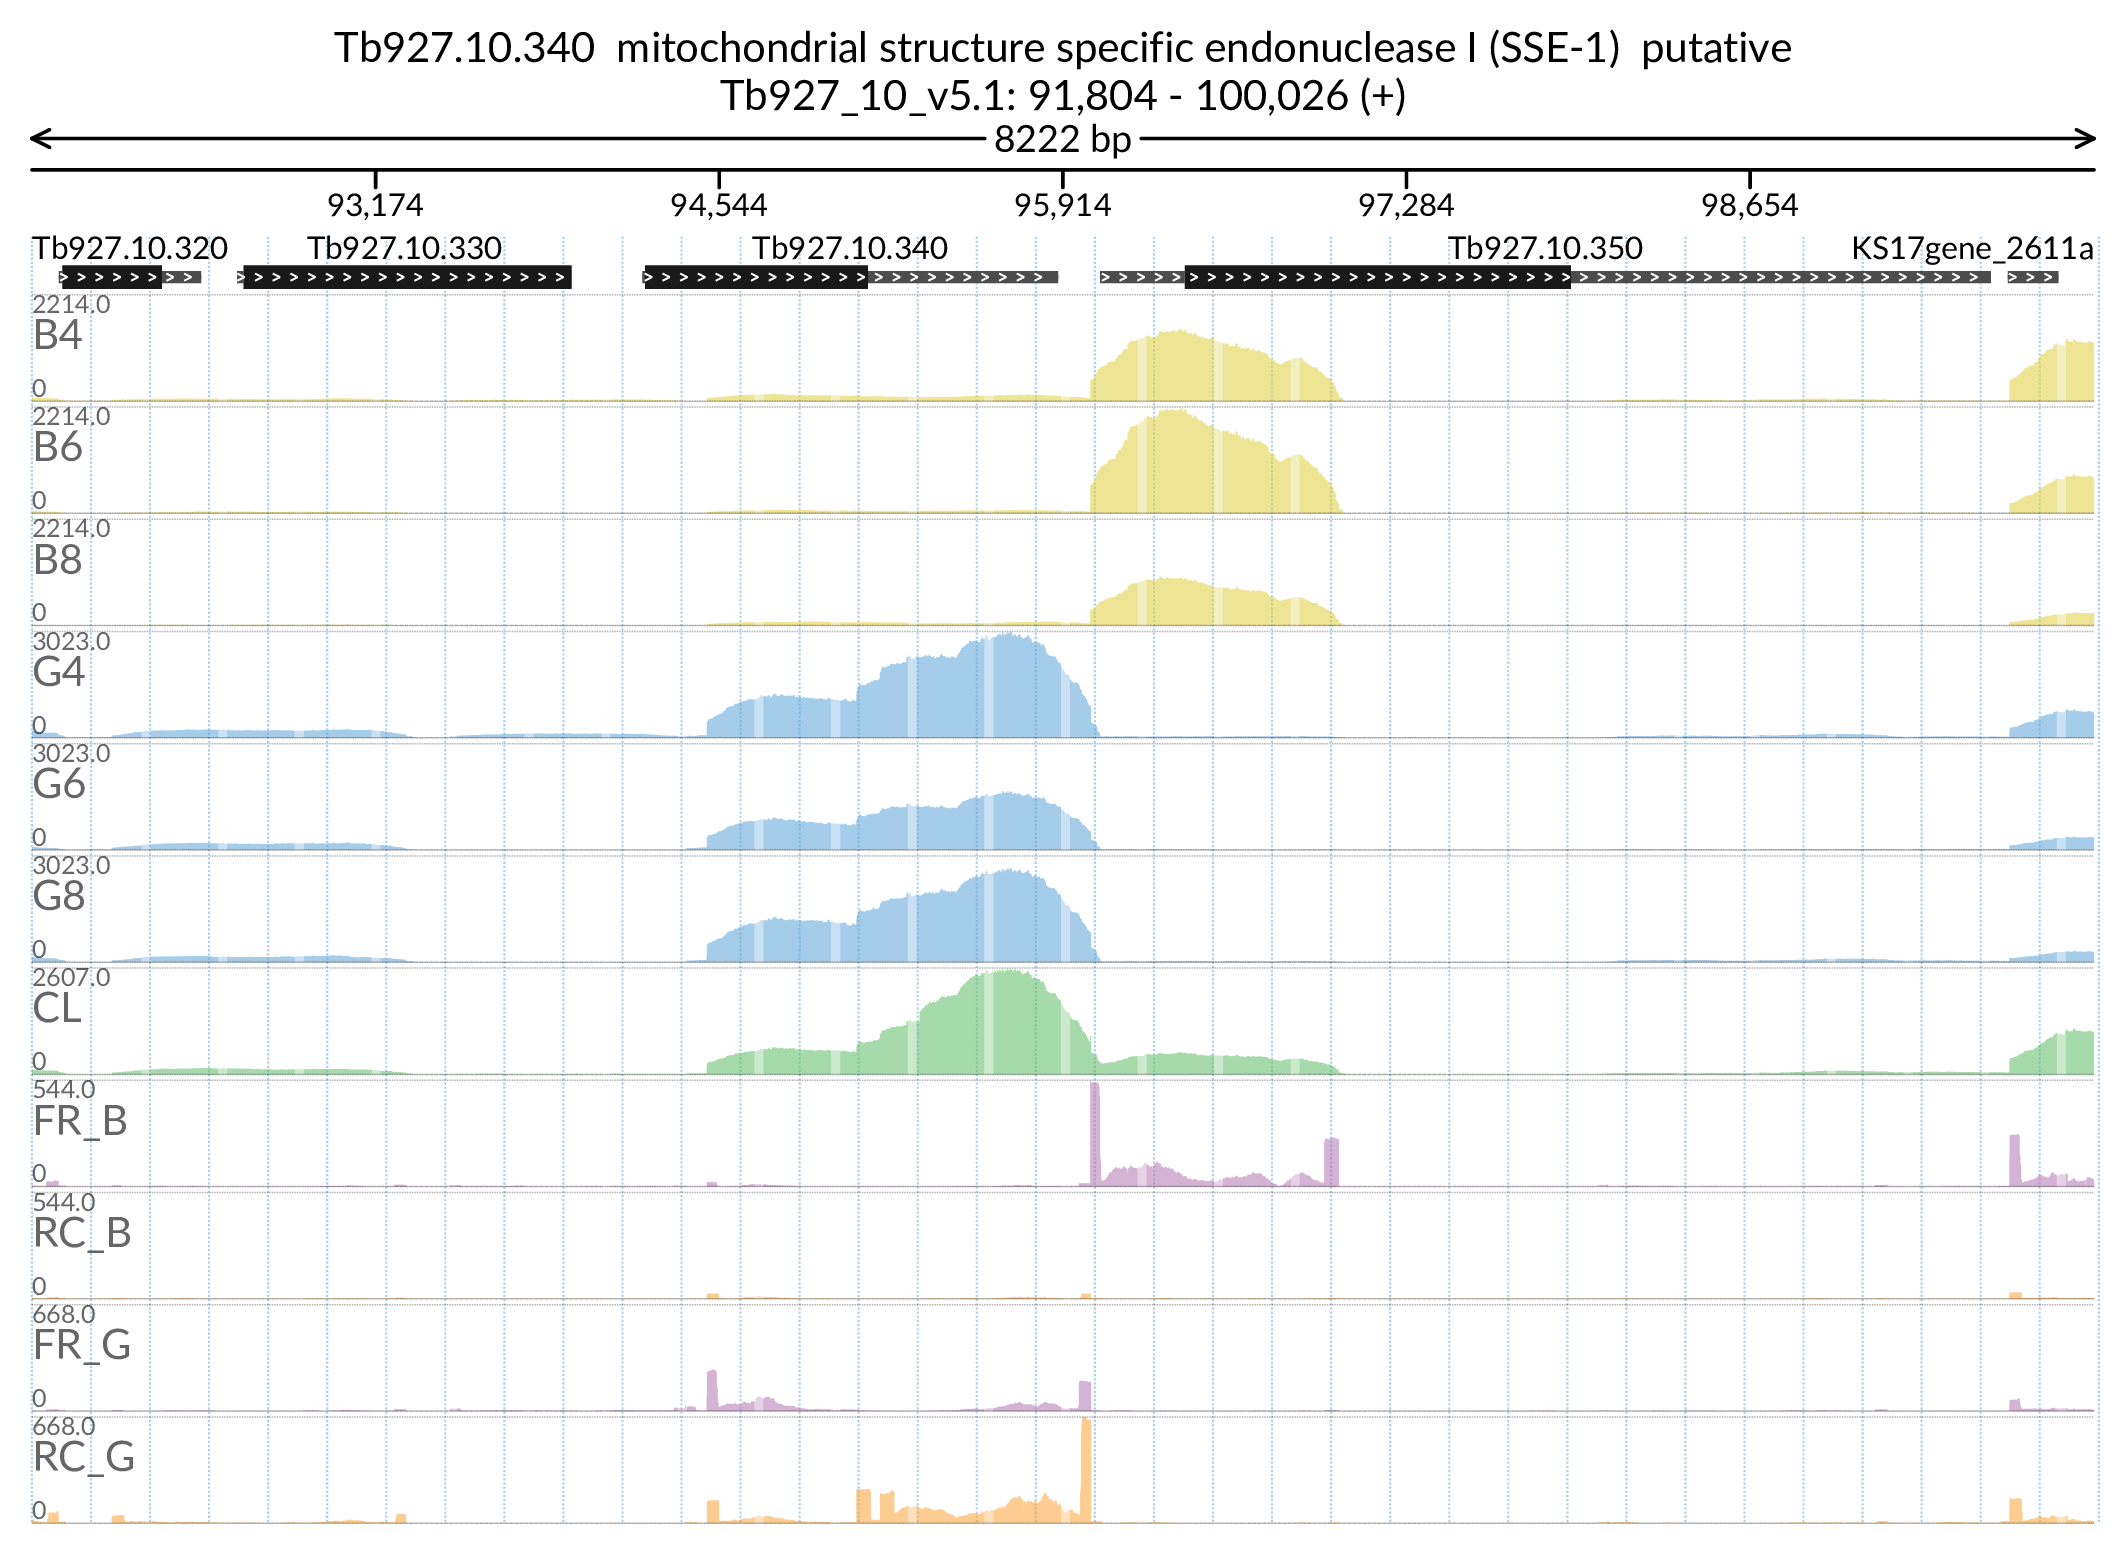 Tb927.10.340  mitochondrial structure specific endonuclease I (SSE-1)  putative
Tb927_10_v5.1: 91,804 - 100,026 (+)
8222 bp
93,174 94,544 95,914 97,284 98,654
Tb927.10.320 Tb927.10.330 Tb927.10.340 Tb927.10.350 KS17gene_2611a
2214.0
B4
0
2214.0
B6
0
2214.0
B8
0
3023.0
G4
0
3023.0
G6
0
3023.0
G8
0
2607.0
CL
0
544.0
FR_B
0
544.0
RC_B
0
668.0
FR_G
0
668.0
RC_G
0